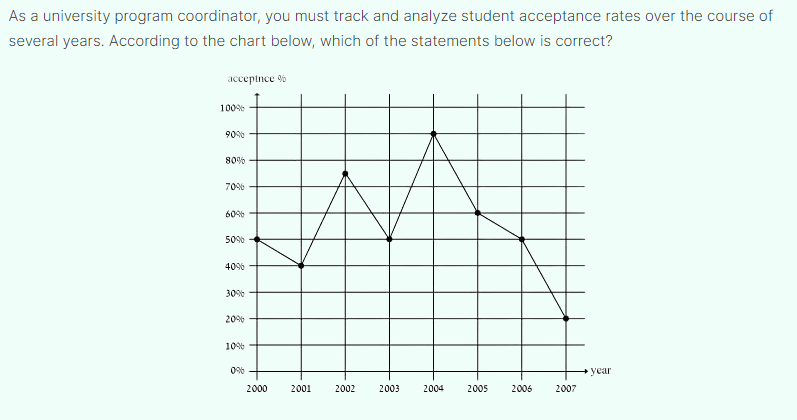 As a university program coordinator, you must track and analyze student acceptance rates over the course of
several years. According to the chart below, which of the statements below is correct?
acceptnce %
100%
90%
80%
70%
60%
50%
40%
30%
20%
10%
0%
year
2000 2001 2002 2003 2004 2005 2006 2007